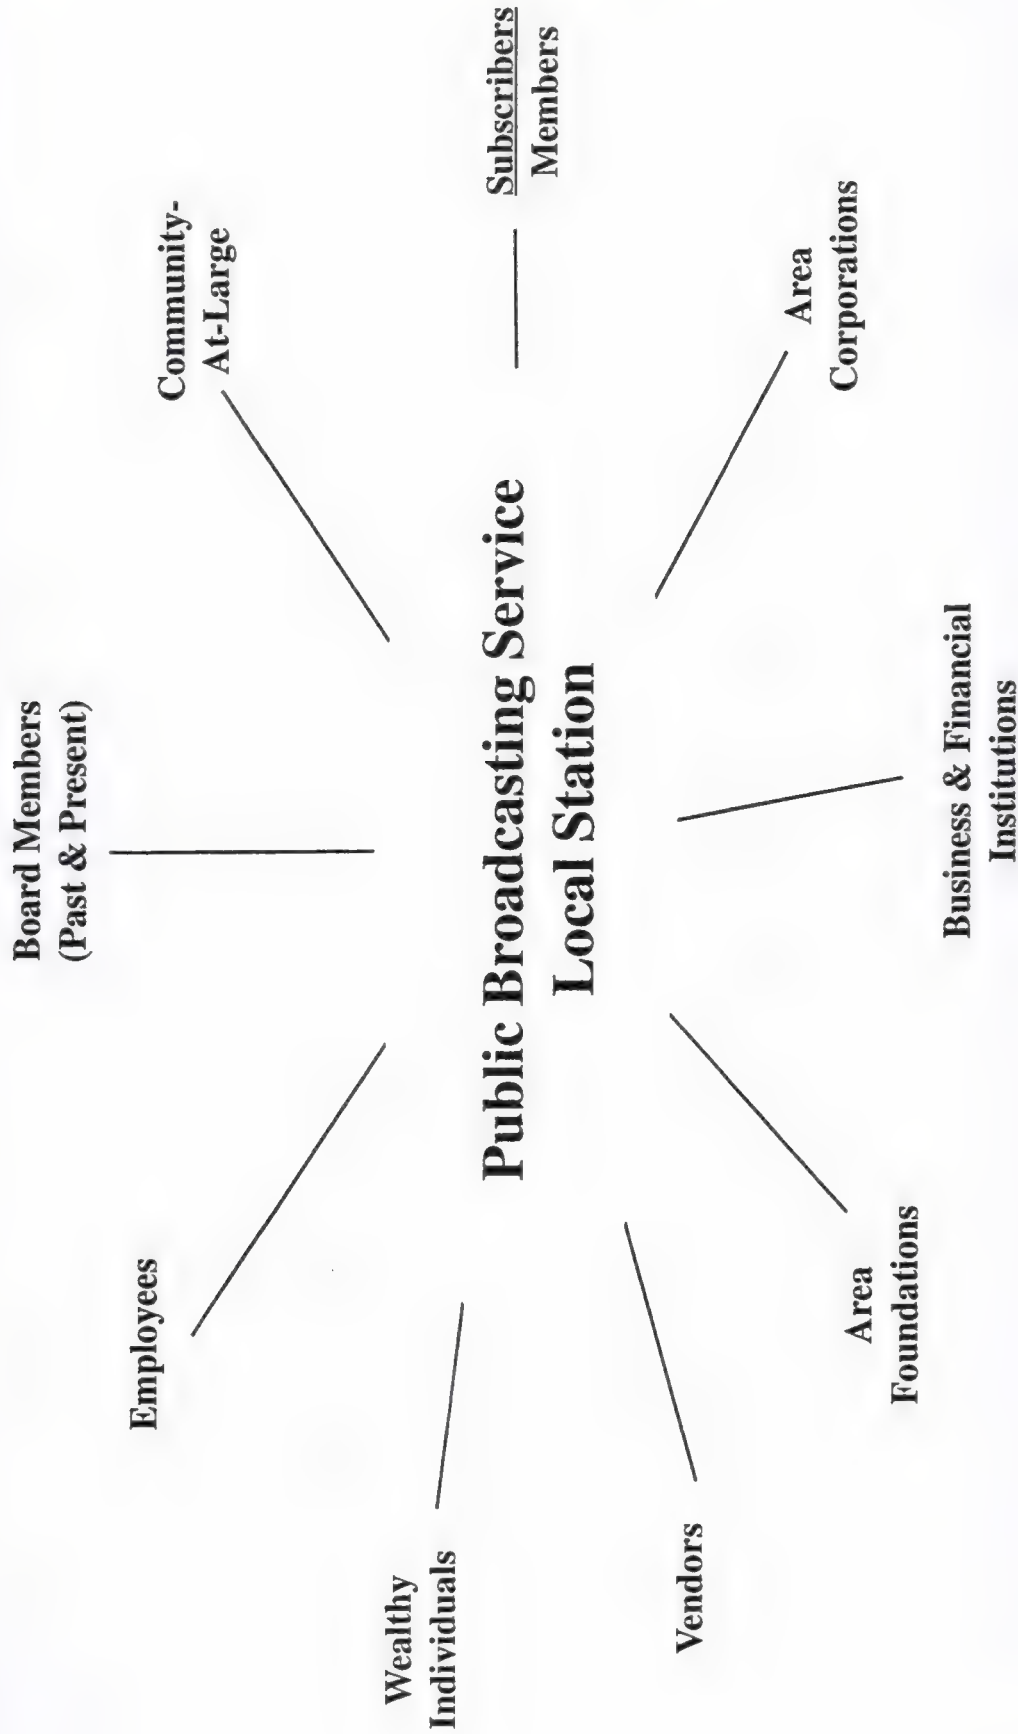 Board Members
(Past & Present)
Employees
Community-
At-Large
Wealthy
Individuals
Public Broadcasting Service
Local Station
Subscribers
Members
Vendors
Area
Corporations
Area
Foundations
Business & Financial
Institutions